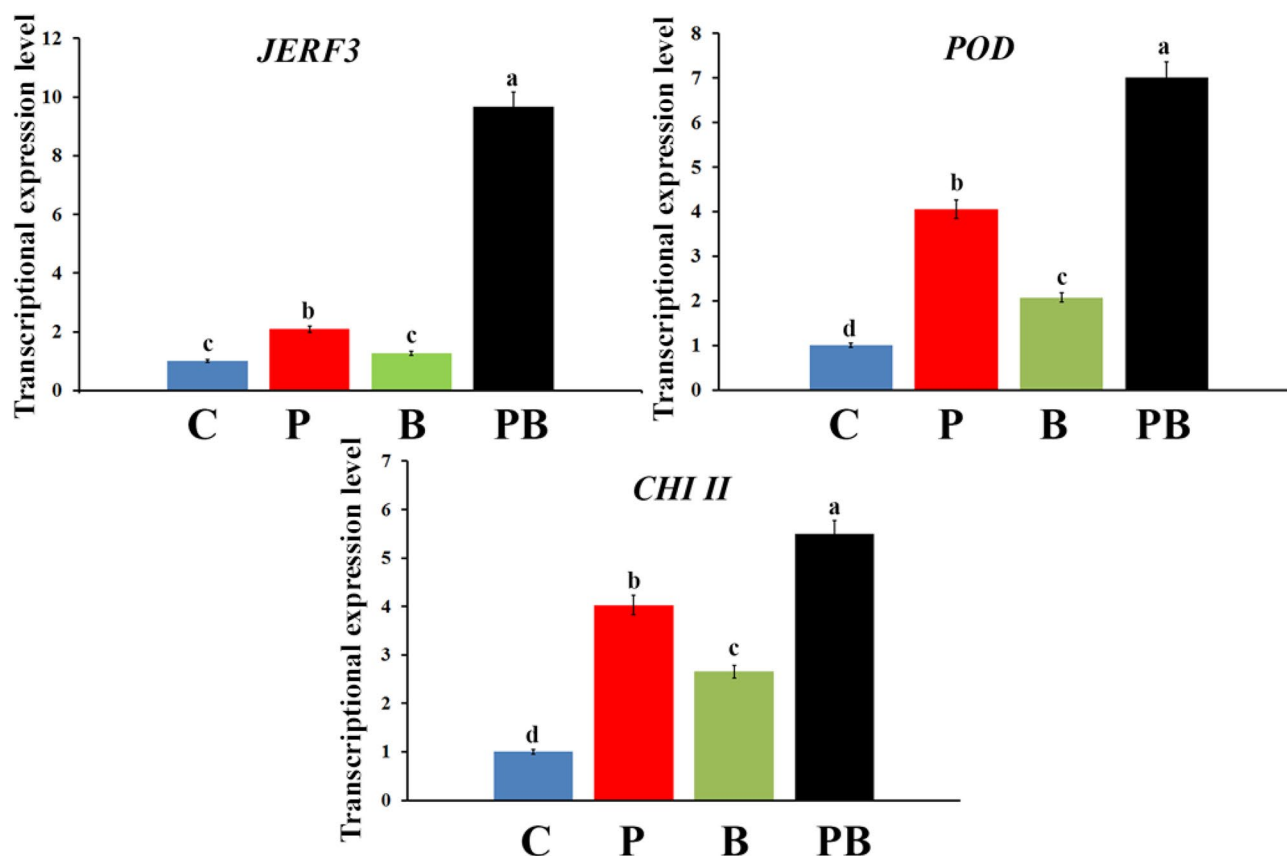 JERF3
Transcriptional expression level
12
10
8
6
4
2
0
a
b
c
c
C P B PB
POD
Transcriptional expression level
8
7
6
5
4
3
2
1
0
a
b
c
d
C P B PB
CHI II
Transcriptional expression level
7
6
5
4
3
2
1
0
a
b
c
d
C P B PB